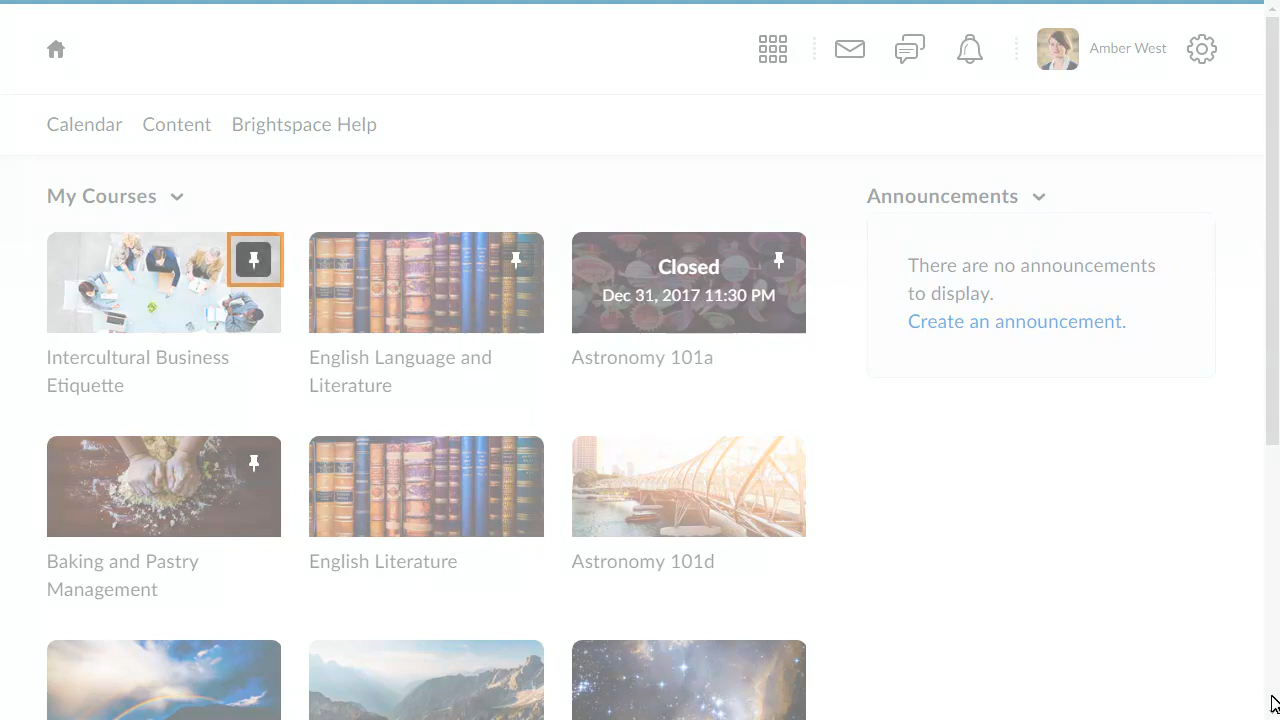 Amber West
Calendar Content Brightspace Help
My Courses
Announcements
Closed
Dec 31, 2017 11:30 PM
There are no announcements
to display.
Create an announcement.
Intercultural Business
Etiquette
English Language and
Literature
Astronomy 101a
Baking and Pastry
Management
English Literature
Astronomy 101d